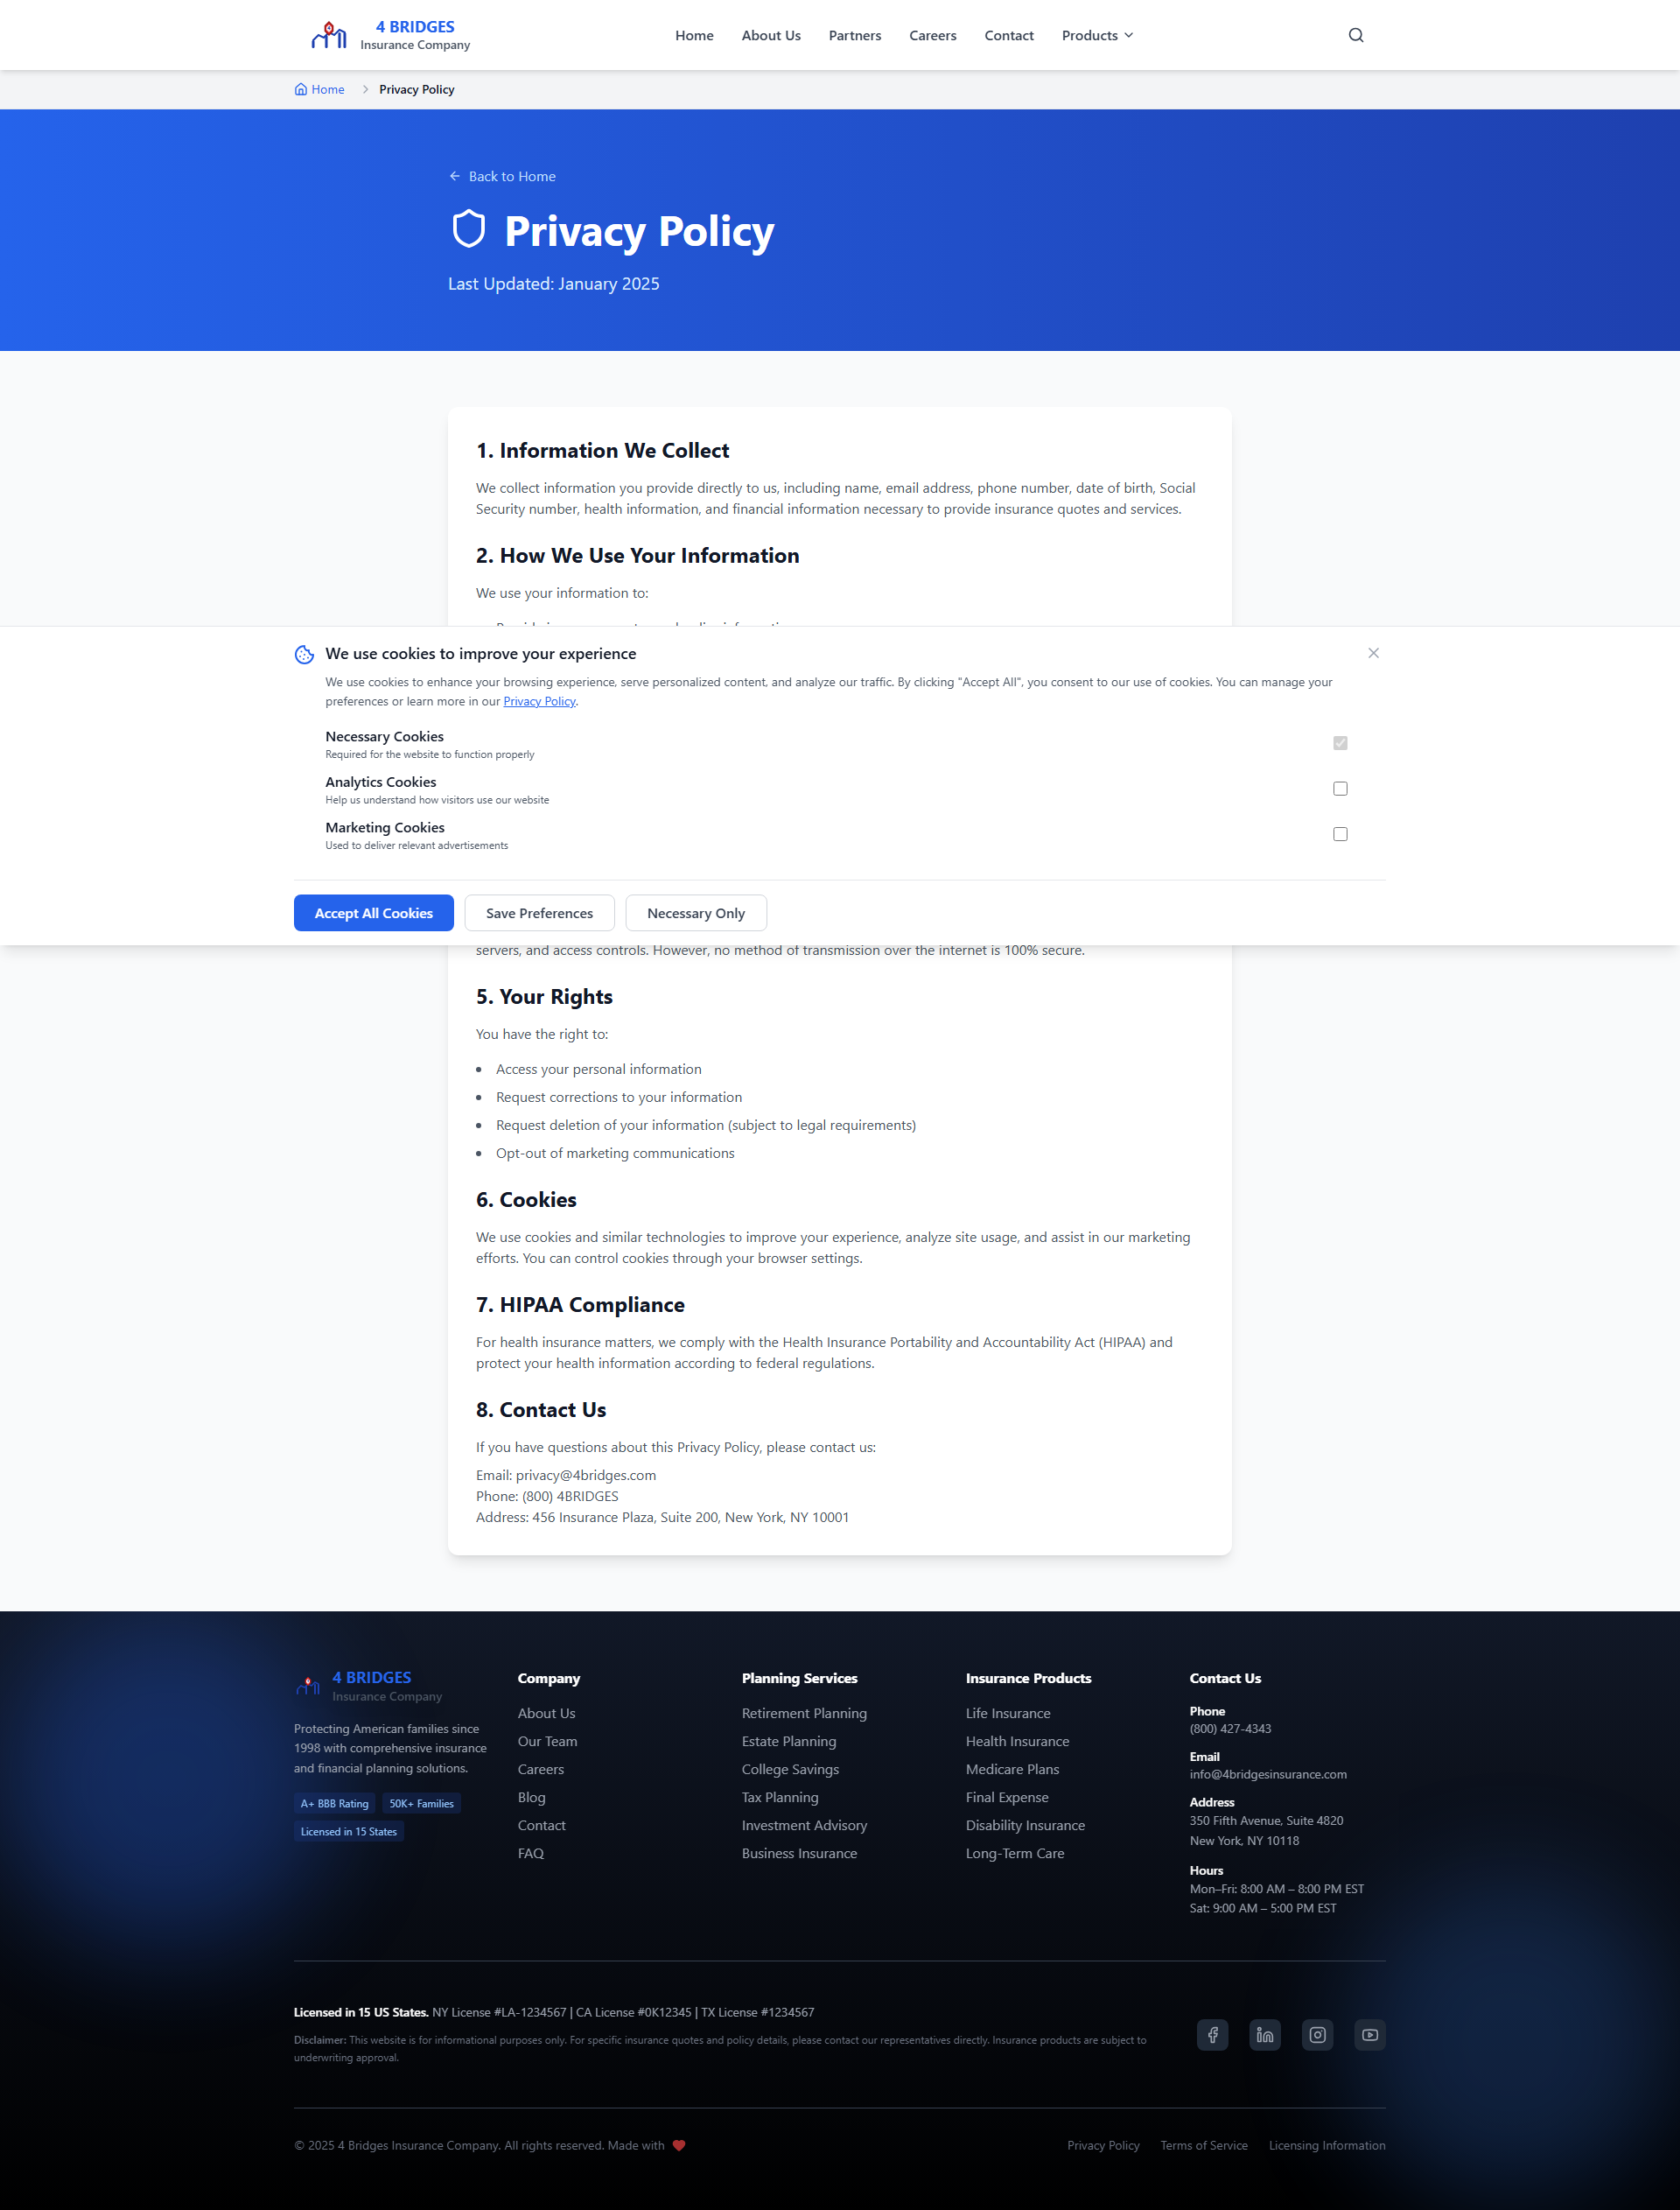 4 BRIDGES
Insurance Company
Home
About Us
Partners
Careers
Contact
Products
Home
Privacy Policy
Back to Home
Privacy Policy
Last Updated: January 2025
1. Information We Collect
We collect information you provide directly to us, including name, email address, phone number, date of birth, Social
Security number, health information, and financial information necessary to provide insurance quotes and services.
2. How We Use Your Information
We use your information to:
We use cookies to improve your experience
We use cookies to enhance your browsing experience, serve personalized content, and analyze our traffic. By clicking "Accept All", you consent to our use of cookies. You can manage your
preferences or learn more in our Privacy Policy.
Necessary Cookies
Required for the website to function properly
Analytics Cookies
Help us understand how visitors use our website
Marketing Cookies
Used to deliver relevant advertisements
Accept All Cookies
Save Preferences
Necessary Only
servers, and access controls. However, no method of transmission over the internet is 100% secure.
5. Your Rights
You have the right to:
• Access your personal information
• Request corrections to your information
• Request deletion of your information (subject to legal requirements)
• Opt-out of marketing communications
6. Cookies
We use cookies and similar technologies to improve your experience, analyze site usage, and assist in our marketing
efforts. You can control cookies through your browser settings.
7. HIPAA Compliance
For health insurance matters, we comply with the Health Insurance Portability and Accountability Act (HIPAA) and
protect your health information according to federal regulations.
8. Contact Us
If you have questions about this Privacy Policy, please contact us:
Email: privacy@4bridges.com
Phone: (800) 4BRIDGES
Address: 456 Insurance Plaza, Suite 200, New York, NY 10001
4 BRIDGES
Insurance Company
Protecting American families since
1998 with comprehensive insurance
and financial planning solutions.
A+ BBB Rating
50K+ Families
Licensed in 15 States
Company
About Us
Our Team
Careers
Blog
Contact
FAQ
Planning Services
Retirement Planning
Estate Planning
College Savings
Tax Planning
Investment Advisory
Business Insurance
Insurance Products
Life Insurance
Health Insurance
Medicare Plans
Final Expense
Disability Insurance
Long-Term Care
Contact Us
Phone
(800) 427-4343
Email
info@4bridgesinsurance.com
Address
350 Fifth Avenue, Suite 4820
New York, NY 10118
Hours
Mon–Fri: 8:00 AM – 8:00 PM EST
Sat: 9:00 AM – 5:00 PM EST
Licensed in 15 US States. NY License #LA-1234567 | CA License #0K12345 | TX License #1234567
Disclaimer: This website is for informational purposes only. For specific insurance quotes and policy details, please contact our representatives directly. Insurance products are subject to
underwriting approval.
© 2025 4 Bridges Insurance Company. All rights reserved. Made with
Privacy Policy
Terms of Service
Licensing Information